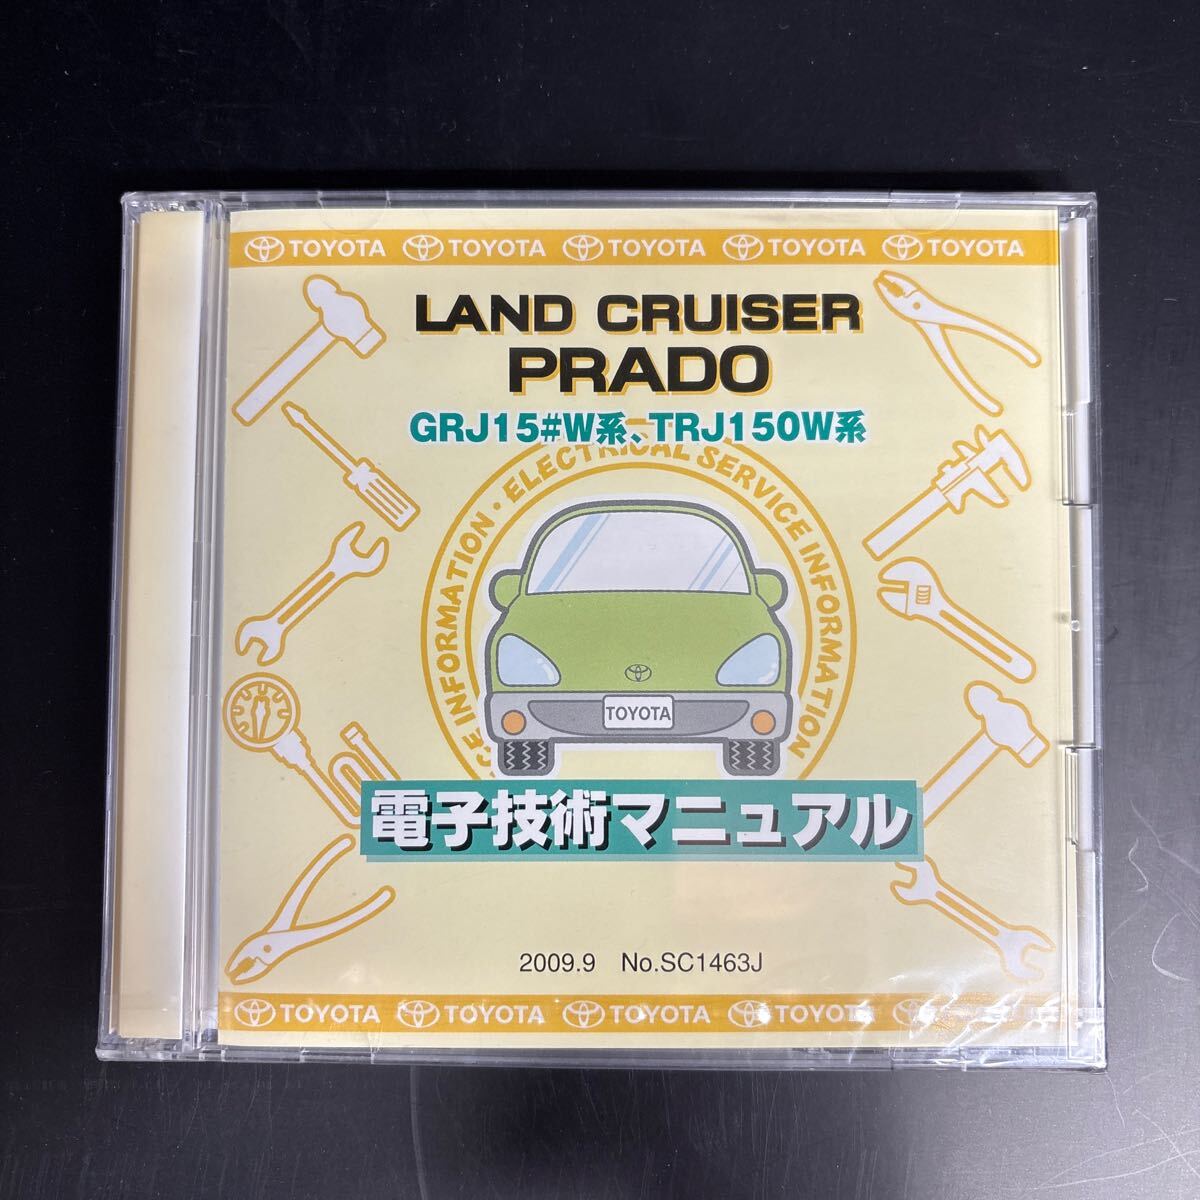 TOYOTA TOYOTA TOYOTA TOYOTA TOYOTA
LAND CRUISER
PRADO
GRJ15#W系、TRJ150W系
CE INFORMATION・ELECTRICAL SERVICE INFORMATION
TOYOTA
電子技術マニュアル
2009.9 No.SC1463J
TOYOTA TOYOTA TOYOTA TOYOTA TOYOTA